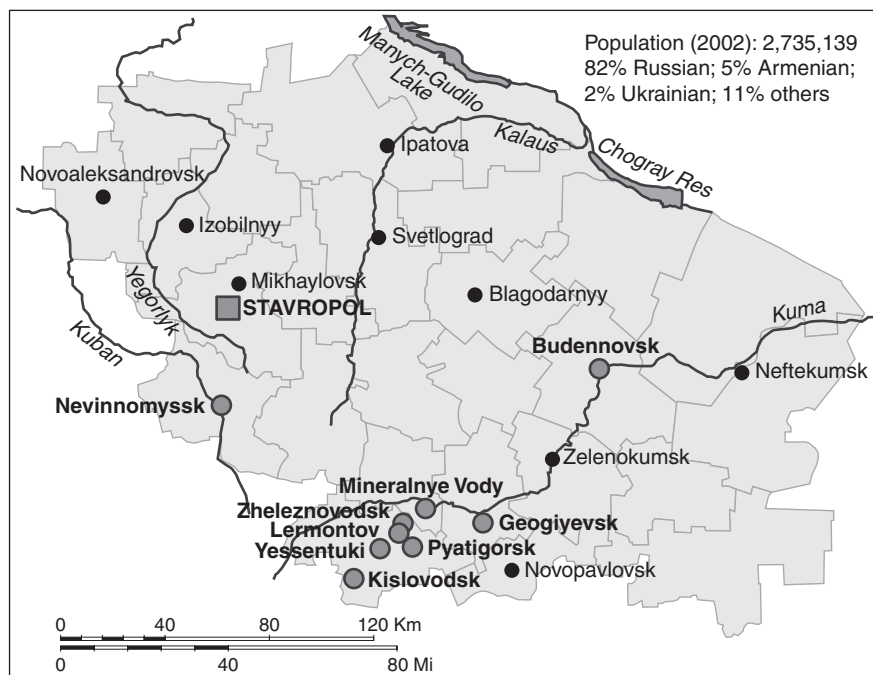 Population (2002): 2,735,139
82% Russian; 5% Armenian;
2% Ukrainian; 11% others
Manych-Gudilo
Lake
Kalaus
Chogray Res
Ipatova
Novoaleksandrovsk
Izobilnyy
Svetlograd
Mikhaylovsk
STAVROPOL
Yegorlyk
Kuban
Blagodarnyy
Kuma
Budennovsk
Neftekumsk
Nevinnomyssk
Zelenokumsk
Mineralnye Vody
Zheleznovodsk
Geogiyevsk
Lermontov
Yessentuki
Pyatigorsk
Kislovodsk
Novopavlovsk
0 40 80 120 Km
0 40 80 Mi